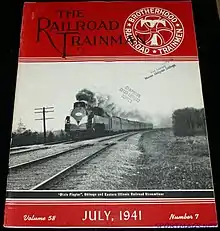 THE
RAILROAD
TRAINMAN
BROTHERHOOD
RAILROAD
TRAINMEN
"Dixie Flagler", Chicago and Eastern Illinois Railroad Streamliner
Volume 58
JULY, 1941
Number 7